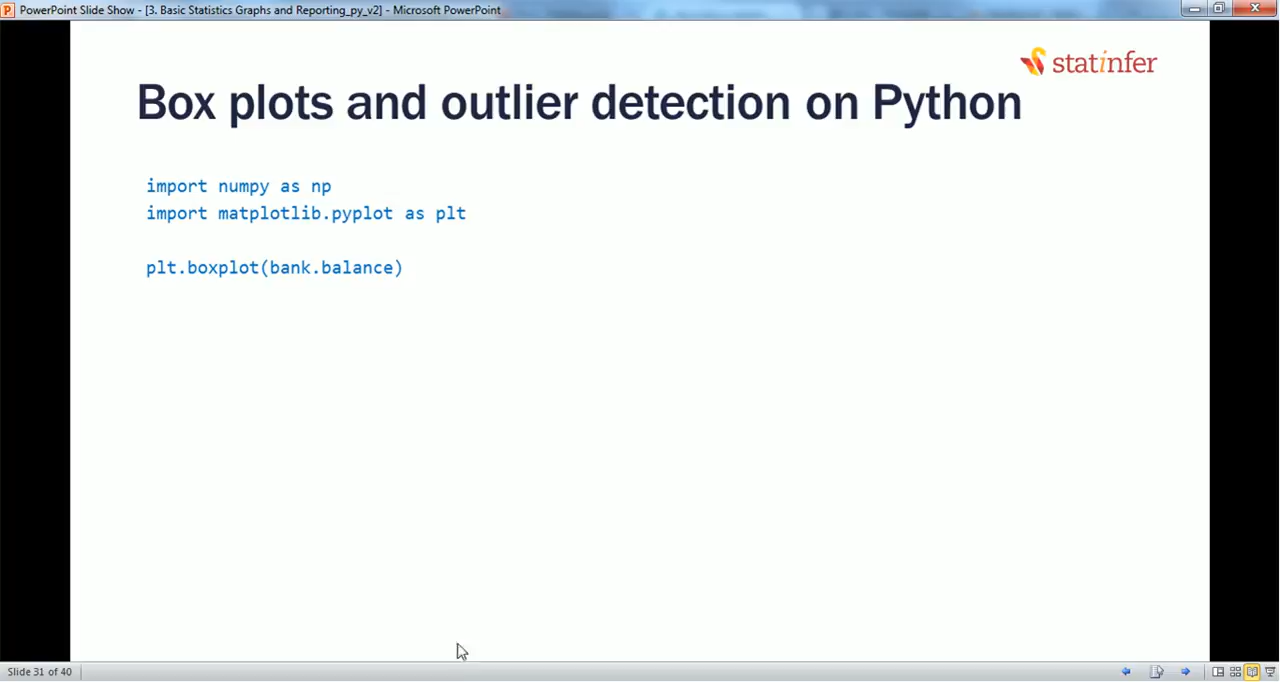 PowerPoint Slide Show - [3. Basic Statistics Graphs and Reporting_py_v2] - Microsoft PowerPoint
statinfer
Box plots and outlier detection on Python
import numpy as np
import matplotlib.pyplot as plt
plt.boxplot(bank.balance)
Slide 31 of 40